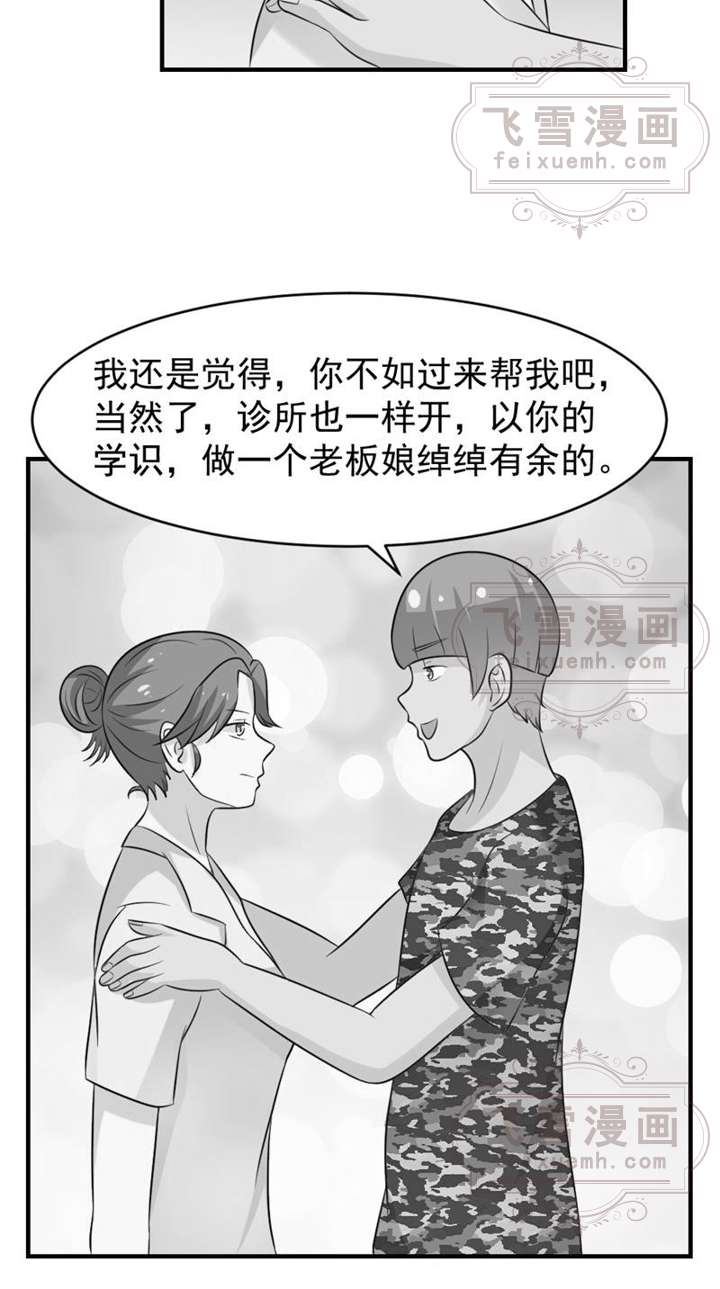 飞雪漫画
feixuemh.com
我还是觉得，你不如过来帮我吧，
当然了，诊所也一样开，以你的
学识，做一个老板娘绰绰有余的。
飞雪漫画
feixuemh.com
飞雪漫画
feixuemh.com